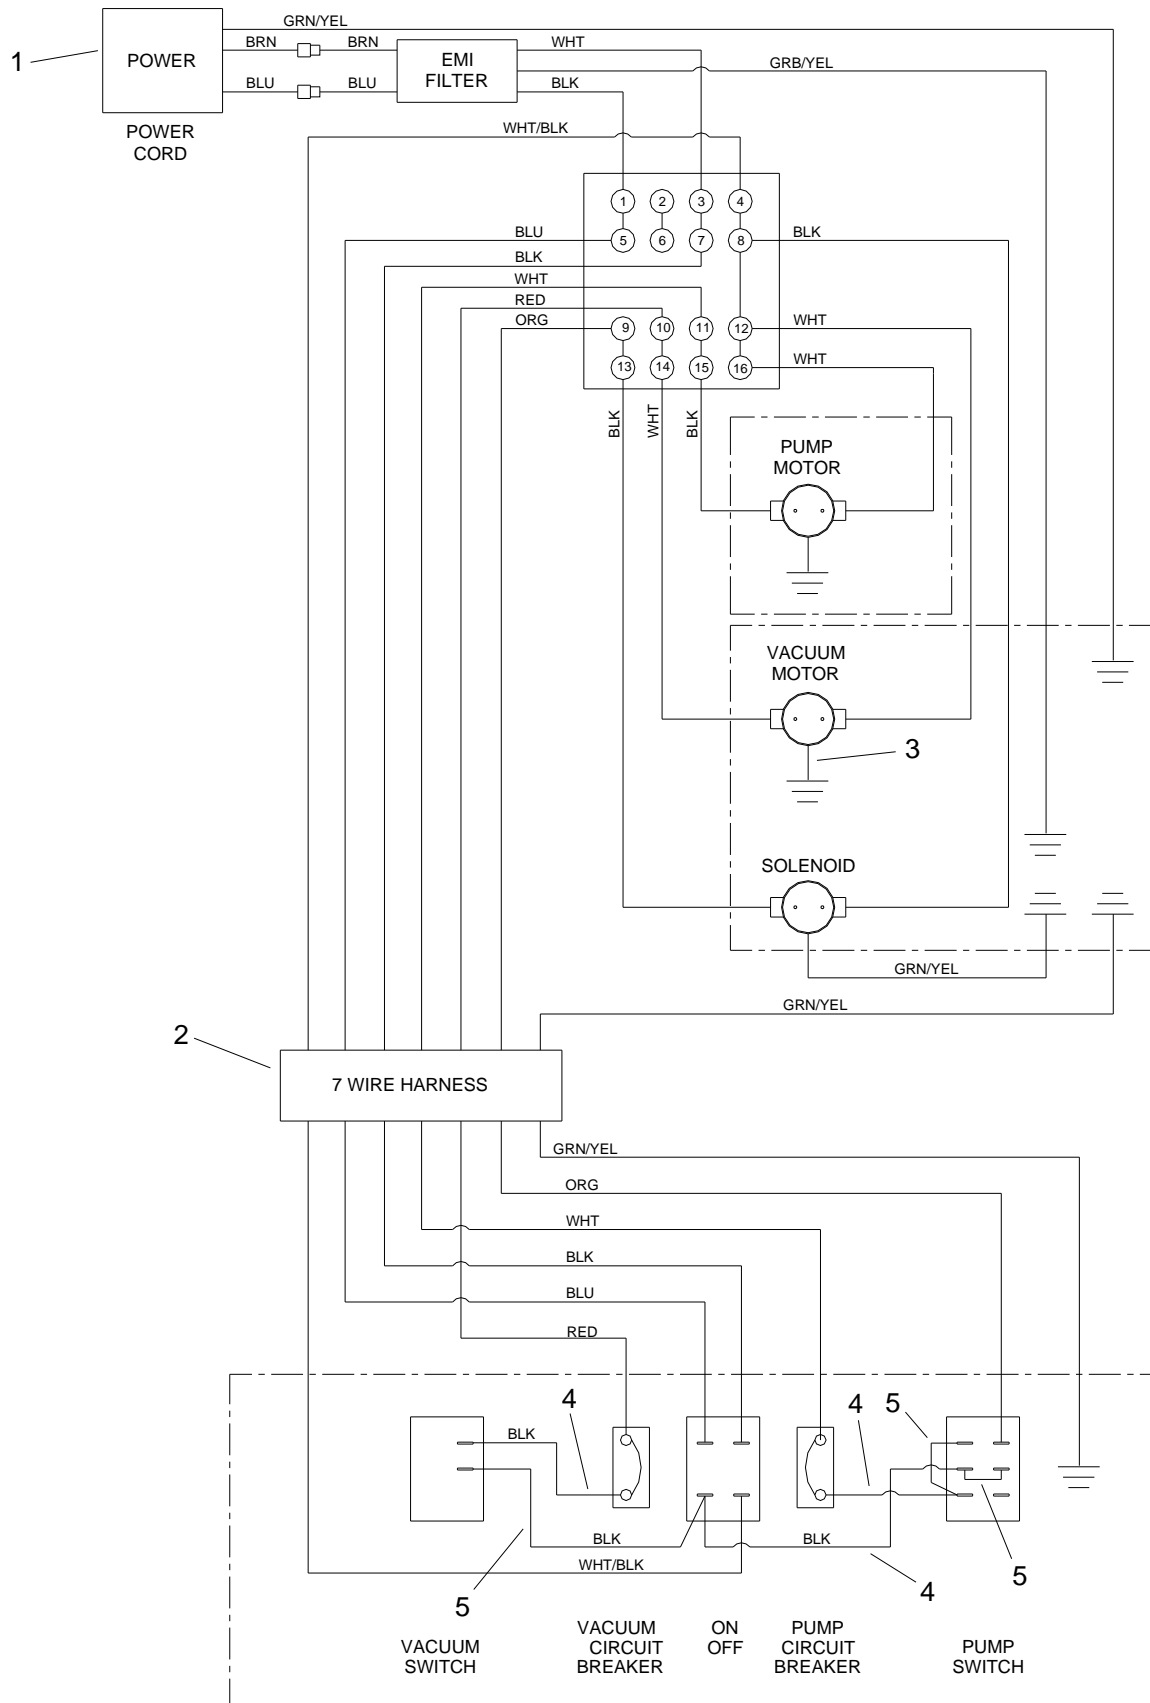 GRN/YEL
1
POWER
BRN
BRN
EMI
FILTER
WHT
GRB/YEL
BLU
BLU
BLK
POWER
CORD
WHT/BLK
1
2
3
4
BLU
5
6
7
8
BLK
BLK
WHT
RED
ORG
9
10
11
12
WHT
13
14
15
16
WHT
BLK
WHT
BLK
PUMP
MOTOR
VACUUM
MOTOR
3
SOLENOID
GRN/YEL
GRN/YEL
2
7 WIRE HARNESS
GRN/YEL
ORG
WHT
BLK
BLU
RED
4
4
5
BLK
BLK
BLK
WHT/BLK
5
4
5
VACUUM
SWITCH
VACUUM
CIRCUIT
BREAKER
ON
OFF
PUMP
CIRCUIT
BREAKER
PUMP
SWITCH